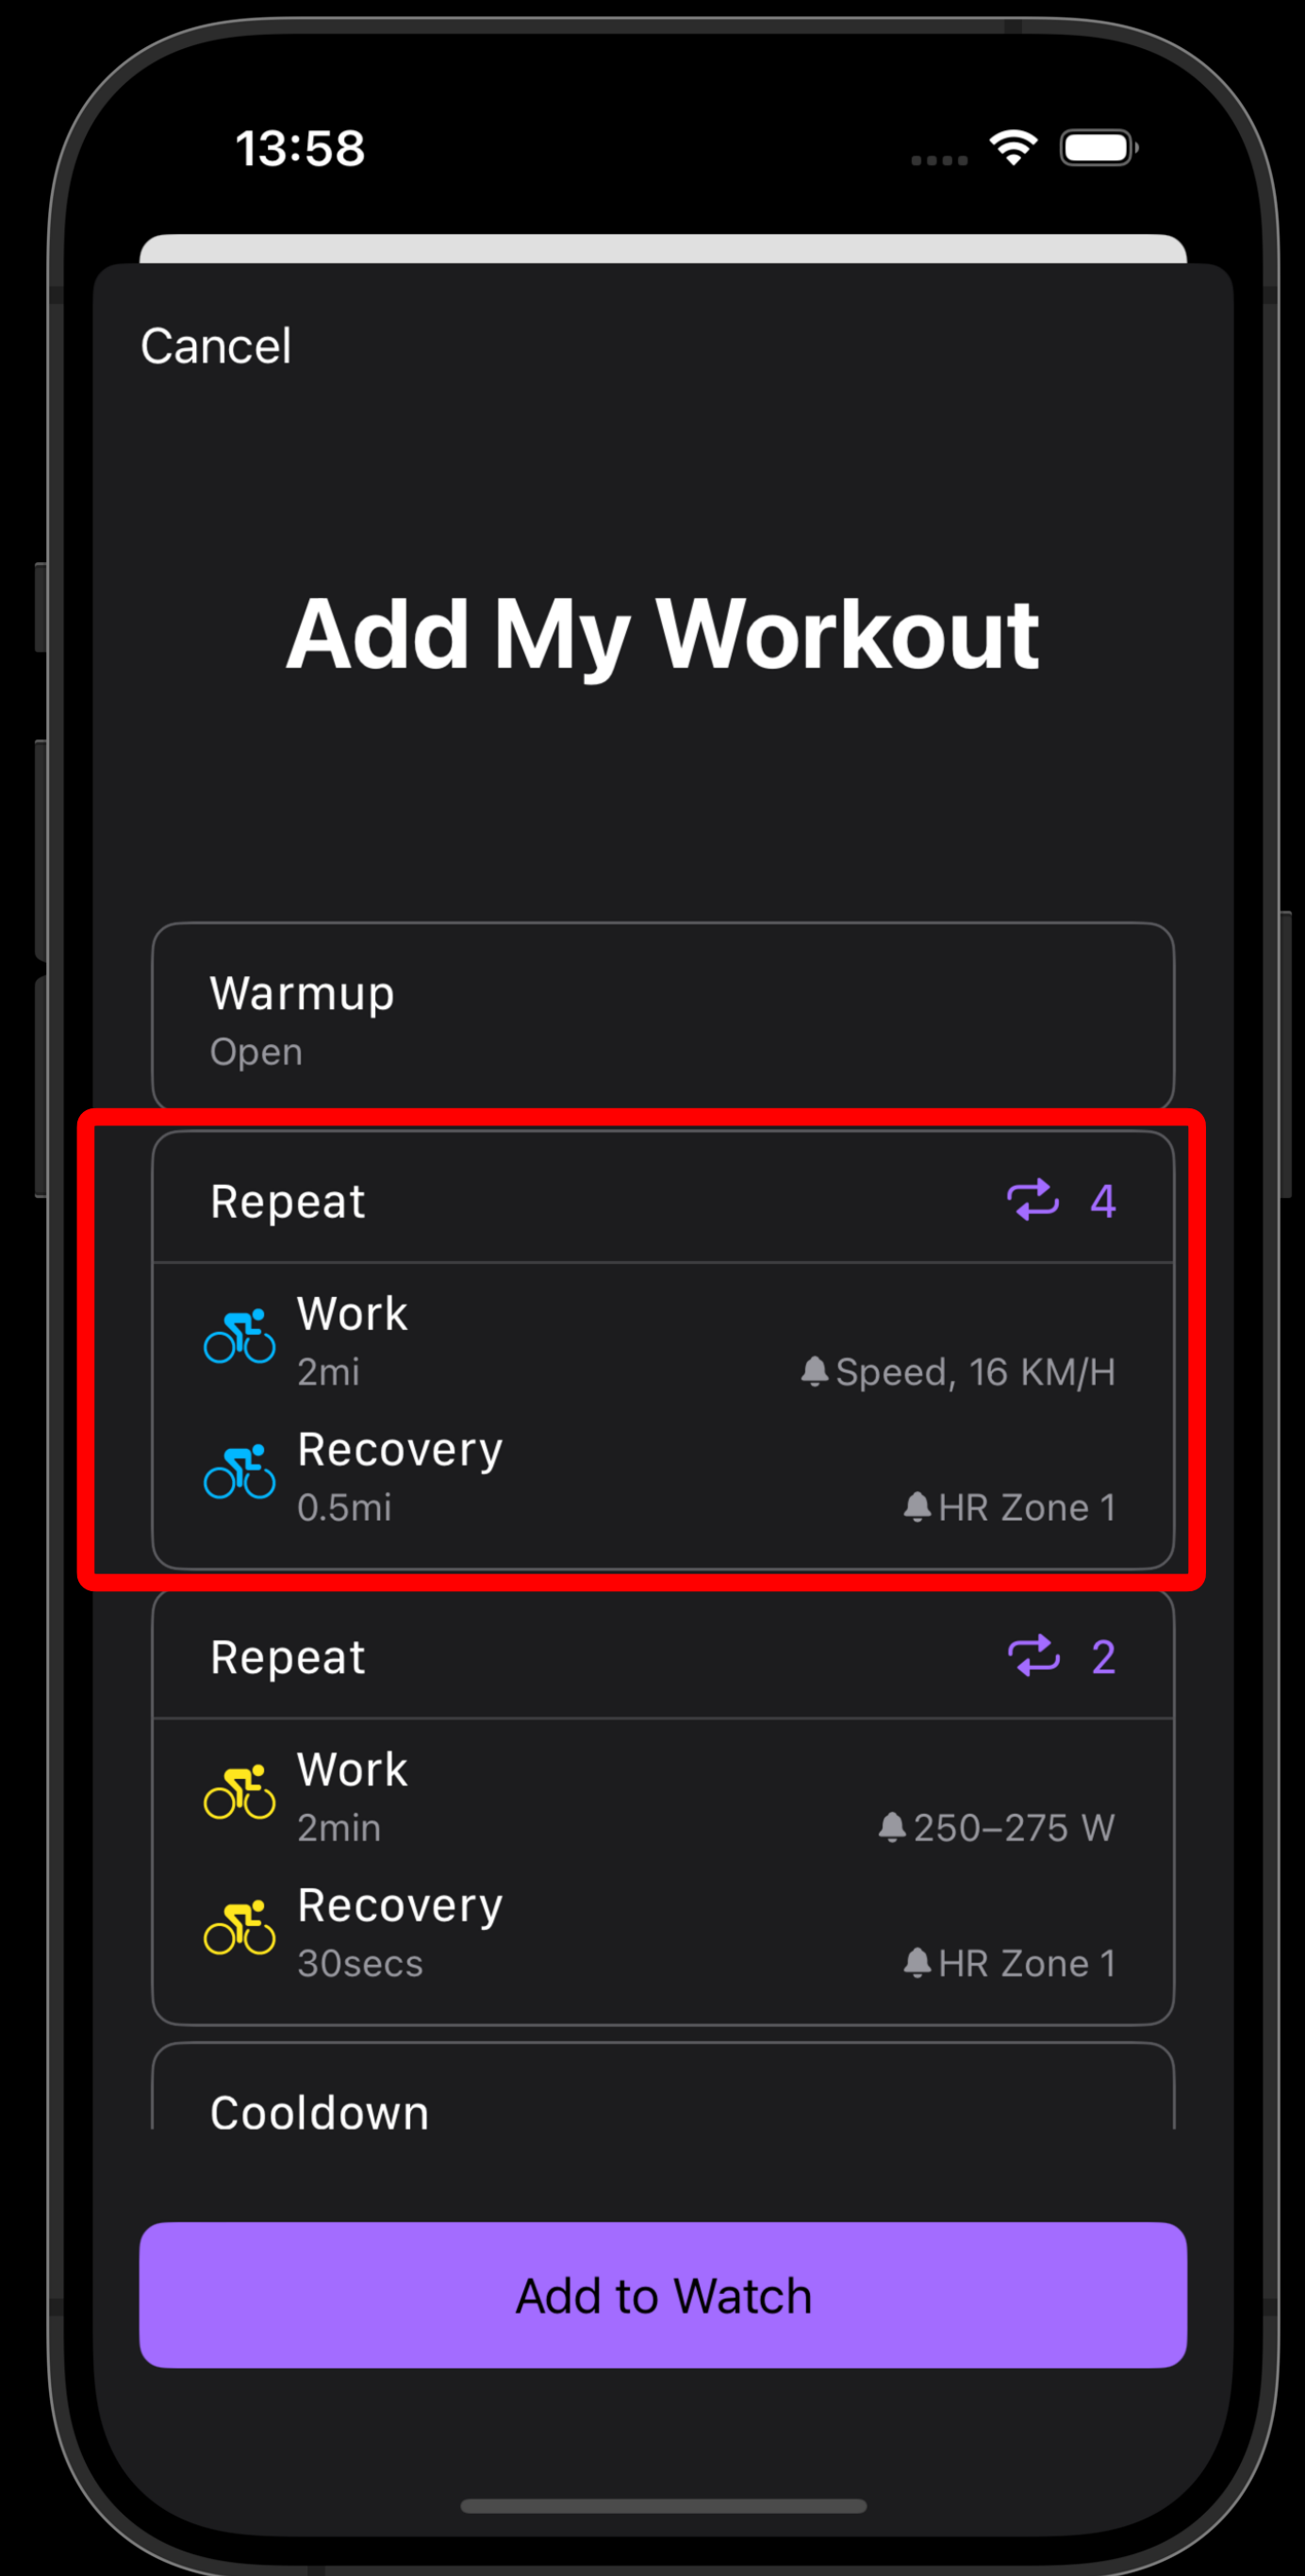 13:58
Cancel
Add My Workout
Warmup
Open
Repeat 4
Work
2mi Speed, 16 KM/H
Recovery
0.5mi HR Zone 1
Repeat 2
Work
2min 250–275 W
Recovery
30secs HR Zone 1
Cooldown
Add to Watch